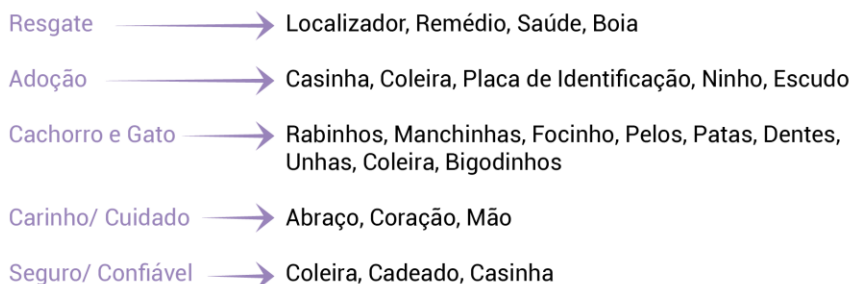 Resgate Localizador, Remédio, Saúde, Boia
Adoção Casinha, Coleira, Placa de Identificação, Ninho, Escudo
Cachorro e Gato Rabinhos, Manchinhas, Focinho, Pelos, Patas, Dentes,
Unhas, Coleira, Bigodinhos
Carinho/ Cuidado Abraço, Coração, Mão
Seguro/ Confiável Coleira, Cadeado, Casinha